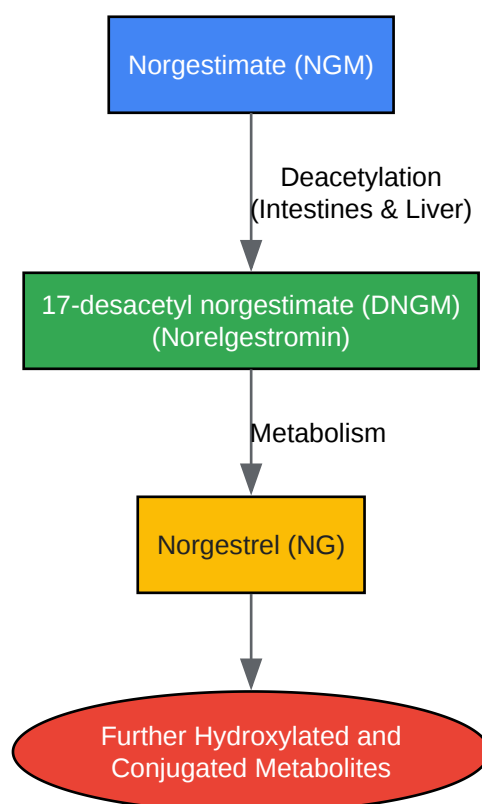 Norgestimate (NGM)
Deacetylation
(Intestines & Liver)
17-desacetyl norgestimate (DNGM)
(Norelgestromin)
Metabolism
Norgestrel (NG)
Further Hydroxylated and
Conjugated Metabolites